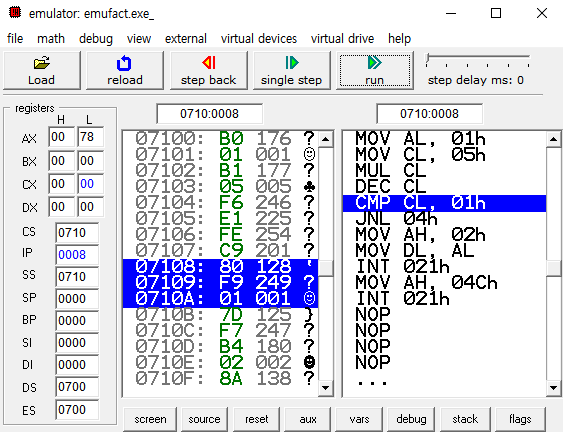 emulator: emufact.exe_
file math debug view external virtual devices virtual drive help
Load reload step back single step run step delay ms: 0
registers
H L
AX 00 78
BX 00 00
CX 00 00
DX 00 00
CS 0710
IP 0008
SS 0710
SP 0000
BP 0000
SI 0000
DI 0000
DS 0700
ES 0700
0710:0008
07100: B0 176 ?
07101: 01 001 ☺
07102: B1 177 ?
07103: 05 005 ♣
07104: F6 246 ?
07105: E1 225 ?
07106: FE 254 ?
07107: C9 201 ?
07108: 80 128 '
07109: F9 249 ?
0710A: 01 001 ☺
0710B: 7D 125 }
0710C: F7 247 ?
0710D: B4 180 ?
0710E: 02 002 ☻
0710F: 8A 138 ?
0710:0008
MOV AL, 01h
MOV CL, 05h
MUL CL
DEC CL
CMP CL, 01h
JNL 04h
MOV AH, 02h
MOV DL, AL
INT 021h
MOV AH, 04Ch
INT 021h
NOP
NOP
NOP
NOP
...
screen source reset aux vars debug stack flags